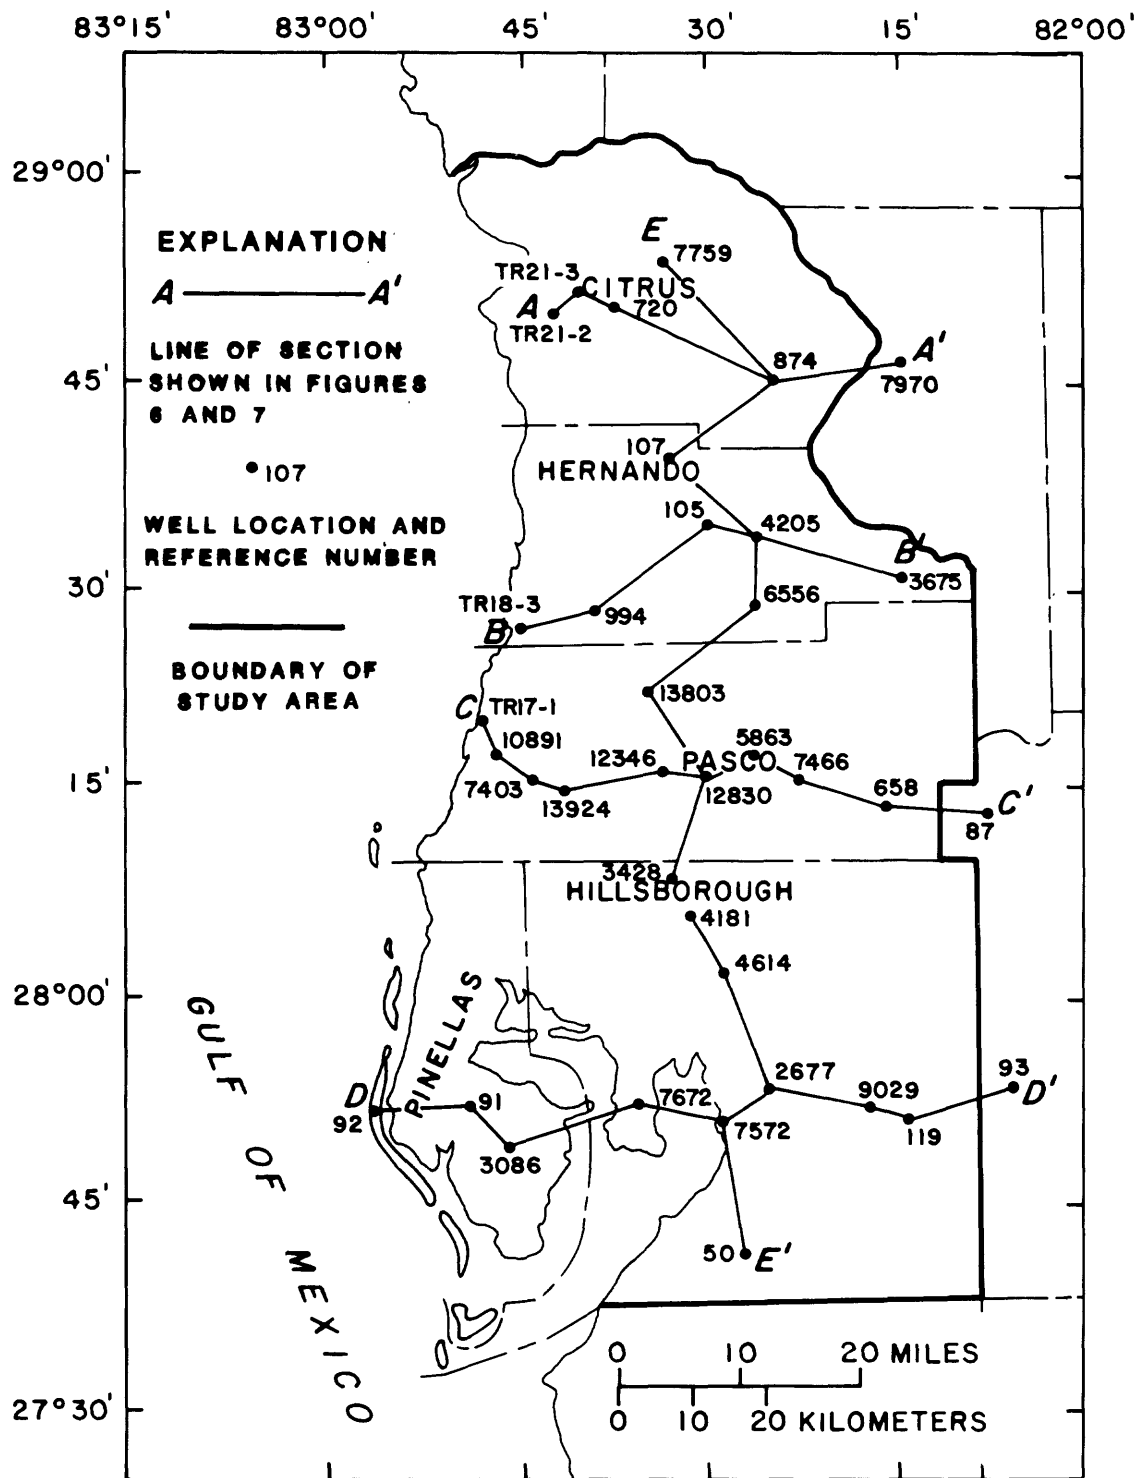 83°15' 83°00' 45' 30' 15' 82°00'
29°00'
45'
30'
15'
28°00'
45'
27°30'
EXPLANATION
A A'
LINE OF SECTION
SHOWN IN FIGURES
6 AND 7
107
WELL LOCATION AND
REFERENCE NUMBER
BOUNDARY OF
STUDY AREA
E
7759
TR21-3
CITRUS
A
720
TR21-2
874
A'
7970
107
HERNANDO
105
4205
B'
3675
TR18-3
B
994
6556
13803
C
TR17-1
10891
12346
PASCO
5863
7466
7403
13924
12830
658
C'
87
3428
HILLSBOROUGH
4181
4614
PINELLAS
D
92
91
3086
7672
2677
7572
9029
119
93
D'
50
E'
GULF OF MEXICO
0 10 20 MILES
0 10 20 KILOMETERS